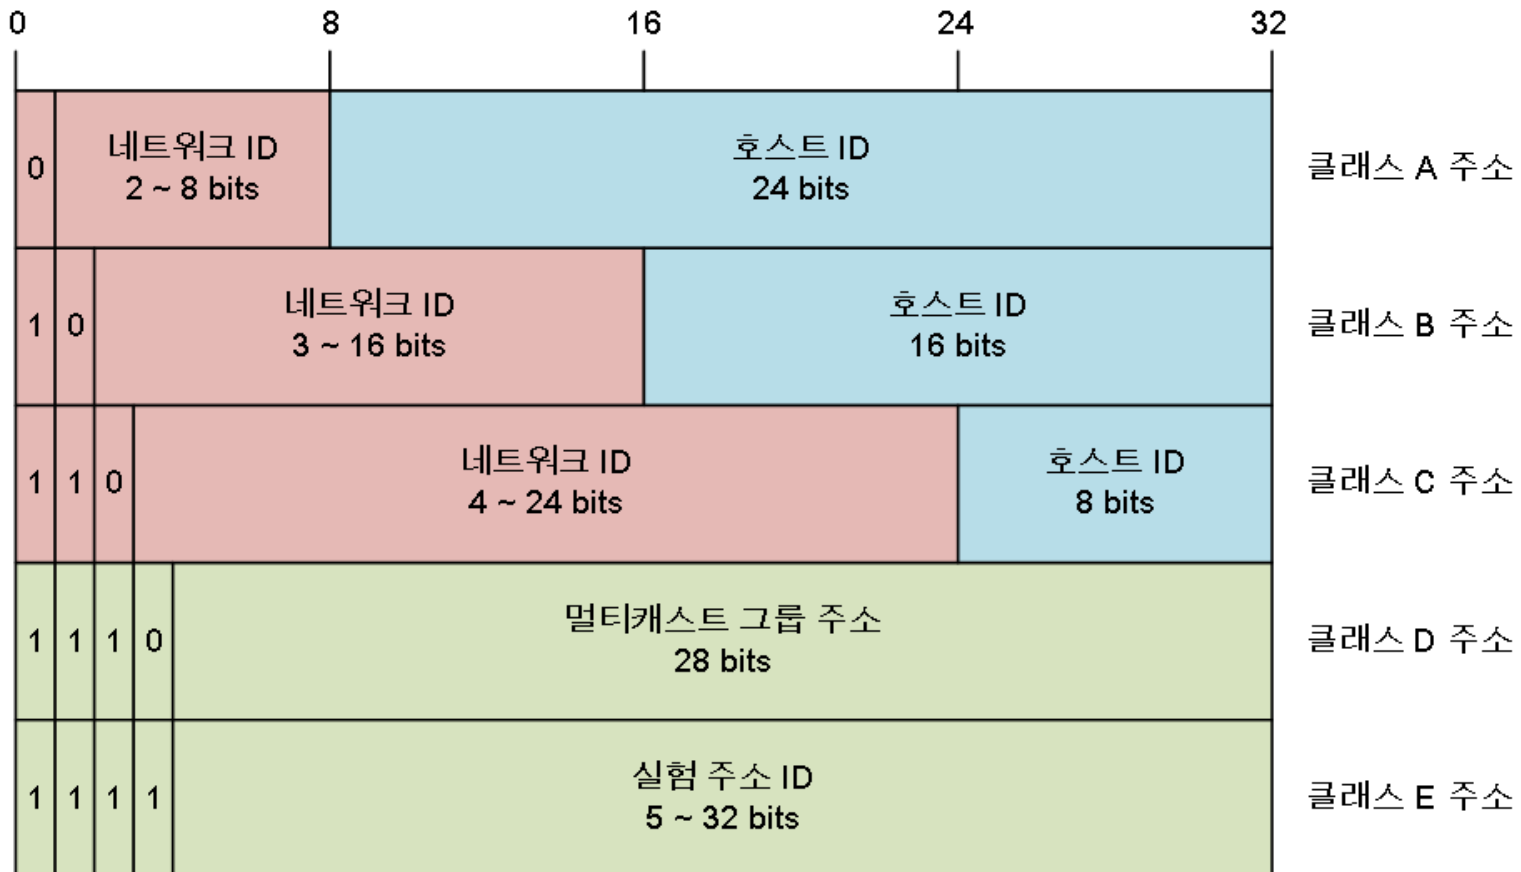 0 8 16 24 32
0
네트워크 ID
2 ~ 8 bits
호스트 ID
24 bits
클래스 A 주소
1 0
네트워크 ID
3 ~ 16 bits
호스트 ID
16 bits
클래스 B 주소
1 1 0
네트워크 ID
4 ~ 24 bits
호스트 ID
8 bits
클래스 C 주소
1 1 1 0
멀티캐스트 그룹 주소
28 bits
클래스 D 주소
1 1 1 1
실험 주소 ID
5 ~ 32 bits
클래스 E 주소